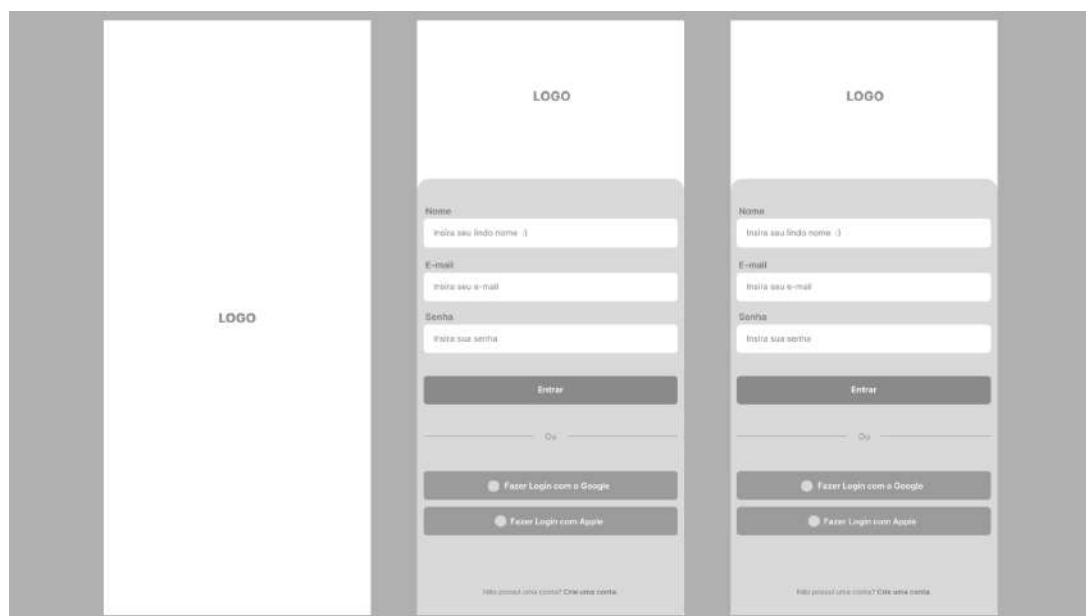 LOGO
LOGO
Nome
Insira seu lindo nome :)
E-mail
Insira seu e-mail
Senha
Insira sua senha
Entrar
Ou
Fazer Login com o Google
Fazer Login com Apple
Não possui uma conta? Crie uma conta
LOGO
Nome
Insira seu lindo nome :)
E-mail
Insira seu e-mail
Senha
Insira sua senha
Entrar
Ou
Fazer Login com o Google
Fazer Login com Apple
Não possui uma conta? Crie uma conta